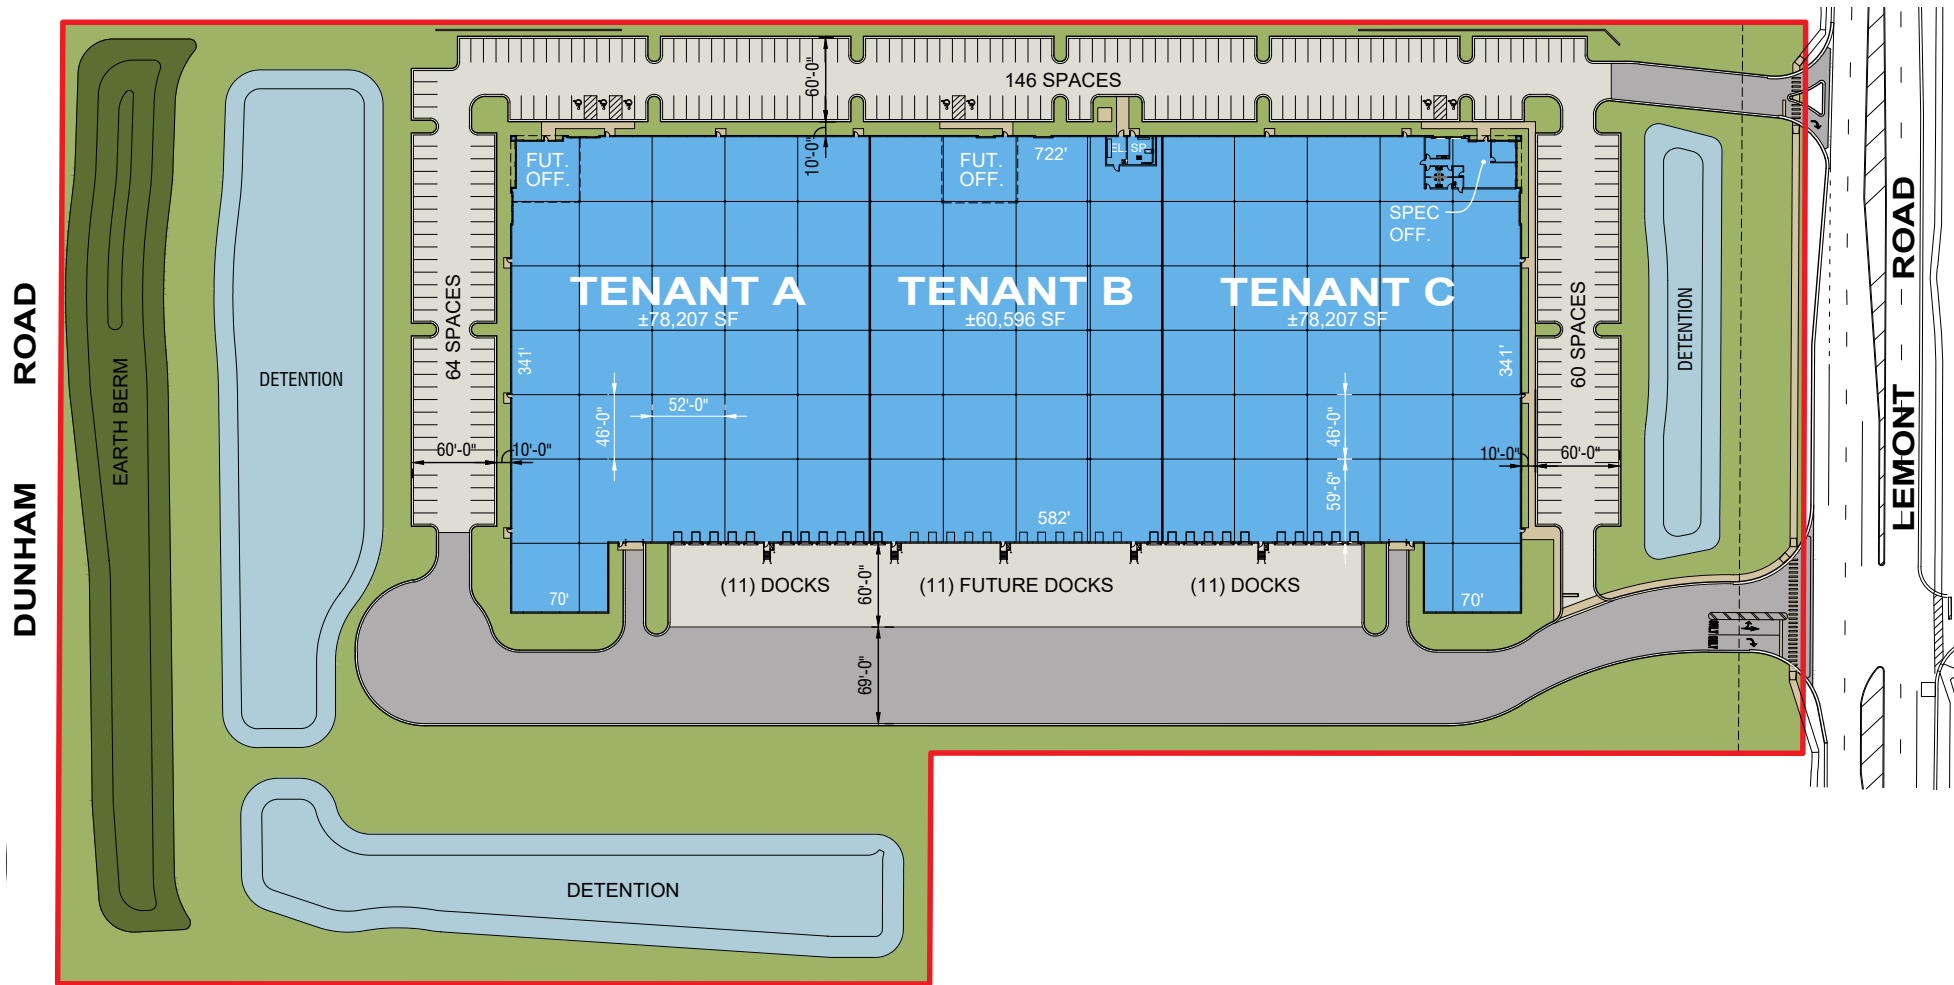 146 SPACES
60'-0"
10'-0"
FUT.
OFF.
FUT.
OFF.
722'
EL.
SP.
SPEC
OFF.
TENANT A
±78,207 SF
TENANT B
±60,596 SF
TENANT C
±78,207 SF
64 SPACES
60 SPACES
341'
341'
DETENTION
DETENTION
EARTH BERM
DUNHAM ROAD
LEMONT ROAD
52'-0"
46'-0"
46'-0"
59'-6"
60'-0"
10'-0"
10'-0"
60'-0"
582'
70'
70'
(11) DOCKS
(11) FUTURE DOCKS
(11) DOCKS
60'-0"
69'-0"
DETENTION